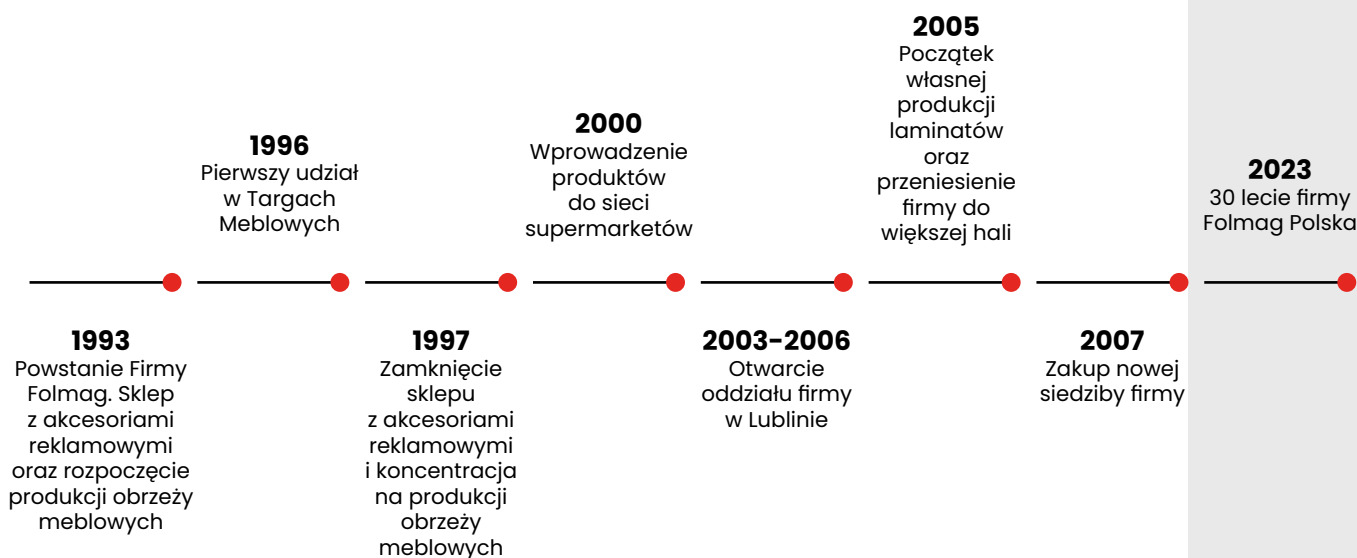 1993
Powstanie Firmy
Folmag. Sklep
z akcesoriami
reklamowymi
oraz rozpoczęcie
produkcji obrzeży
meblowych
1996
Pierwszy udział
w Targach
Meblowych
1997
Zamknięcie
sklepu
z akcesoriami
reklamowymi
i koncentracja
na produkcji
obrzeży
meblowych
2000
Wprowadzenie
produktów
do sieci
supermarketów
2003-2006
Otwarcie
oddziału firmy
w Lublinie
2005
Początek
własnej
produkcji
laminatów
oraz
przeniesienie
firmy do
większej hali
2007
Zakup nowej
siedziby firmy
2023
30 lecie firmy
Folmag Polska